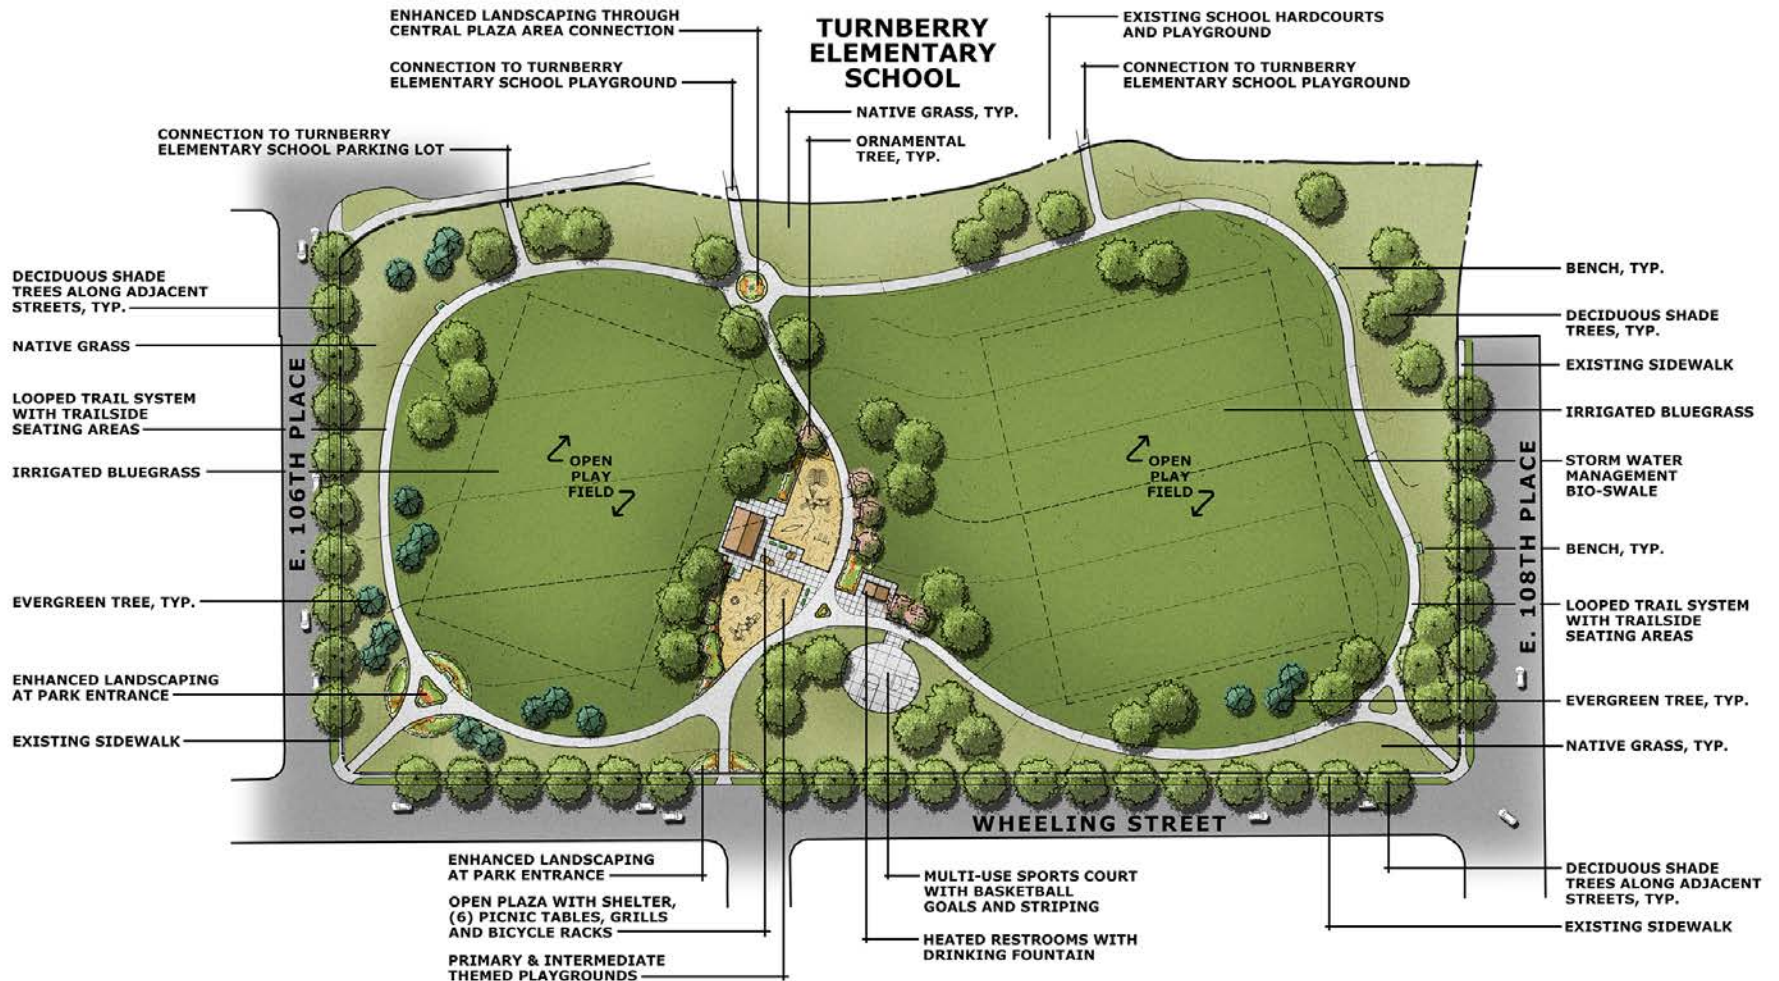 ENHANCED LANDSCAPING THROUGH
CENTRAL PLAZA AREA CONNECTION
TURNBERRY
ELEMENTARY
SCHOOL
EXISTING SCHOOL HARDCOURTS
AND PLAYGROUND
CONNECTION TO TURNBERRY
ELEMENTARY SCHOOL PLAYGROUND
CONNECTION TO TURNBERRY
ELEMENTARY SCHOOL PLAYGROUND
NATIVE GRASS, TYP.
ORNAMENTAL
TREE, TYP.
CONNECTION TO TURNBERRY
ELEMENTARY SCHOOL PARKING LOT
DECIDUOUS SHADE
TREES ALONG ADJACENT
STREETS, TYP.
NATIVE GRASS
LOOPED TRAIL SYSTEM
WITH TRAILSIDE
SEATING AREAS
IRRIGATED BLUEGRASS
EVERGREEN TREE, TYP.
ENHANCED LANDSCAPING
AT PARK ENTRANCE
EXISTING SIDEWALK
E. 106TH PLACE
OPEN
PLAY
FIELD
OPEN
PLAY
FIELD
E. 108TH PLACE
BENCH, TYP.
DECIDUOUS SHADE
TREES, TYP.
EXISTING SIDEWALK
IRRIGATED BLUEGRASS
STORM WATER
MANAGEMENT
BIO-SWALE
BENCH, TYP.
LOOPED TRAIL SYSTEM
WITH TRAILSIDE
SEATING AREAS
EVERGREEN TREE, TYP.
NATIVE GRASS, TYP.
WHEELING STREET
ENHANCED LANDSCAPING
AT PARK ENTRANCE
OPEN PLAZA WITH SHELTER,
(6) PICNIC TABLES, GRILLS
AND BICYCLE RACKS
PRIMARY & INTERMEDIATE
THEMED PLAYGROUNDS
MULTI-USE SPORTS COURT
WITH BASKETBALL
GOALS AND STRIPING
HEATED RESTROOMS WITH
DRINKING FOUNTAIN
DECIDUOUS SHADE
TREES ALONG ADJACENT
STREETS, TYP.
EXISTING SIDEWALK